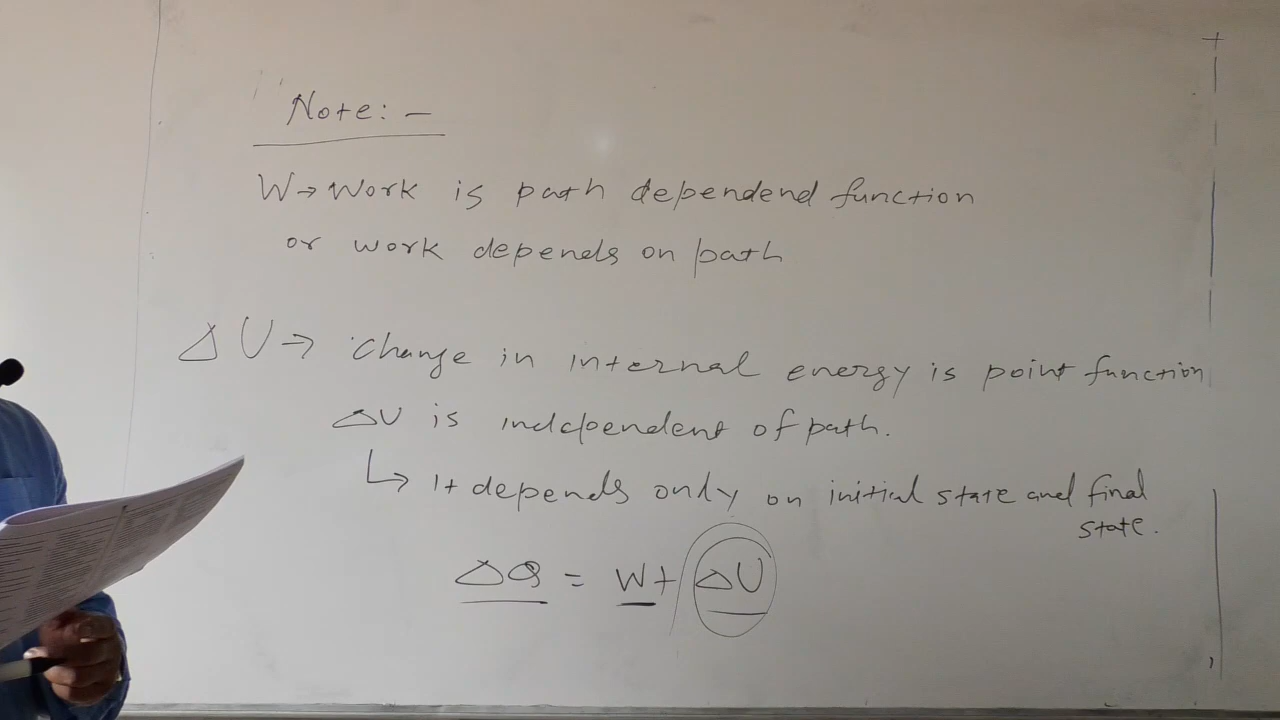 Note: -
W→ Work is path dependend function
or work depends on path
ΔU→ change in internal energy is point function
ΔU is independent of path.
↳ It depends only on initial state and final
state.
ΔQ = W+ ΔU